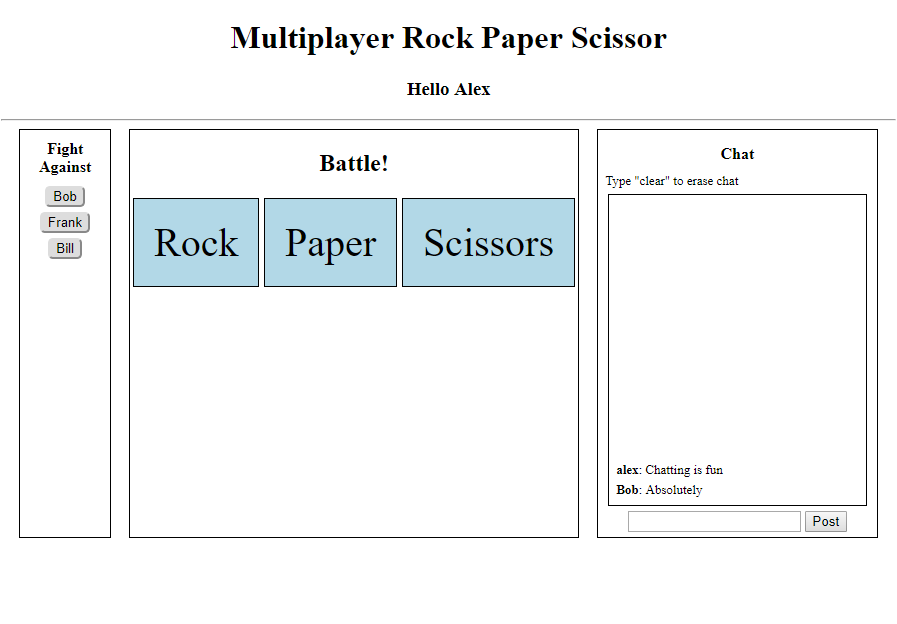 Multiplayer Rock Paper Scissor
Hello Alex
Fight
Against
Bob
Frank
Bill
Battle!
Rock Paper Scissors
Chat
Type "clear" to erase chat
alex: Chatting is fun
Bob: Absolutely
Post